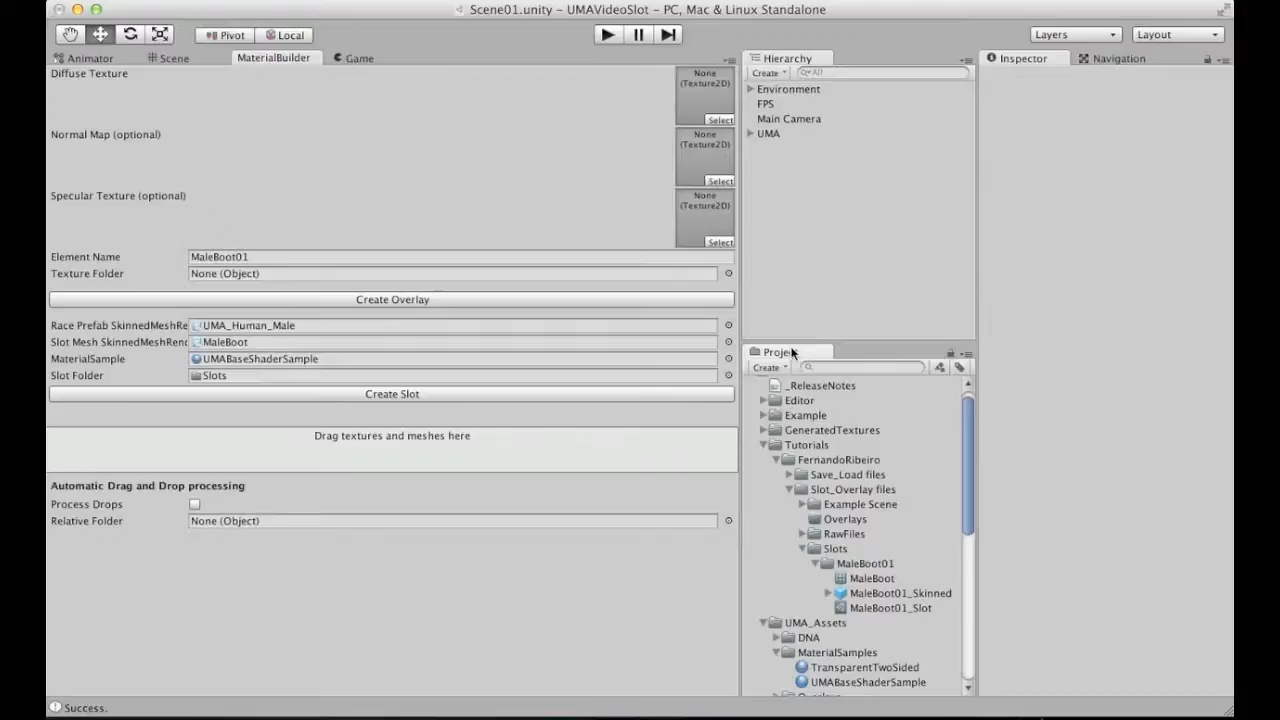 Scene01.unity - UMAVideoSlot - PC, Mac & Linux Standalone
Pivot
Local
Layers
Layout
Animator
Scene
MaterialBuilder
Game
Hierarchy
Inspector
Navigation
Diffuse Texture
None
(Texture2D)
Select
Normal Map (optional)
None
(Texture2D)
Select
Specular Texture (optional)
None
(Texture2D)
Select
Element Name
MaleBoot01
Texture Folder
None (Object)
Create Overlay
Race Prefab SkinnedMeshRe
UMA_Human_Male
Slot Mesh SkinnedMeshRend
MaleBoot
MaterialSample
UMABaseShaderSample
Slot Folder
Slots
Create Slot
Drag textures and meshes here
Automatic Drag and Drop processing
Process Drops
Relative Folder
None (Object)
Create
All
Environment
FPS
Main Camera
UMA
Project
Create
_ReleaseNotes
Editor
Example
GeneratedTextures
Tutorials
FernandoRibeiro
Save_Load files
Slot_Overlay files
Example Scene
Overlays
RawFiles
Slots
MaleBoot01
MaleBoot
MaleBoot01_Skinned
MaleBoot01_Slot
UMA_Assets
DNA
MaterialSamples
TransparentTwoSided
UMABaseShaderSample
Success.